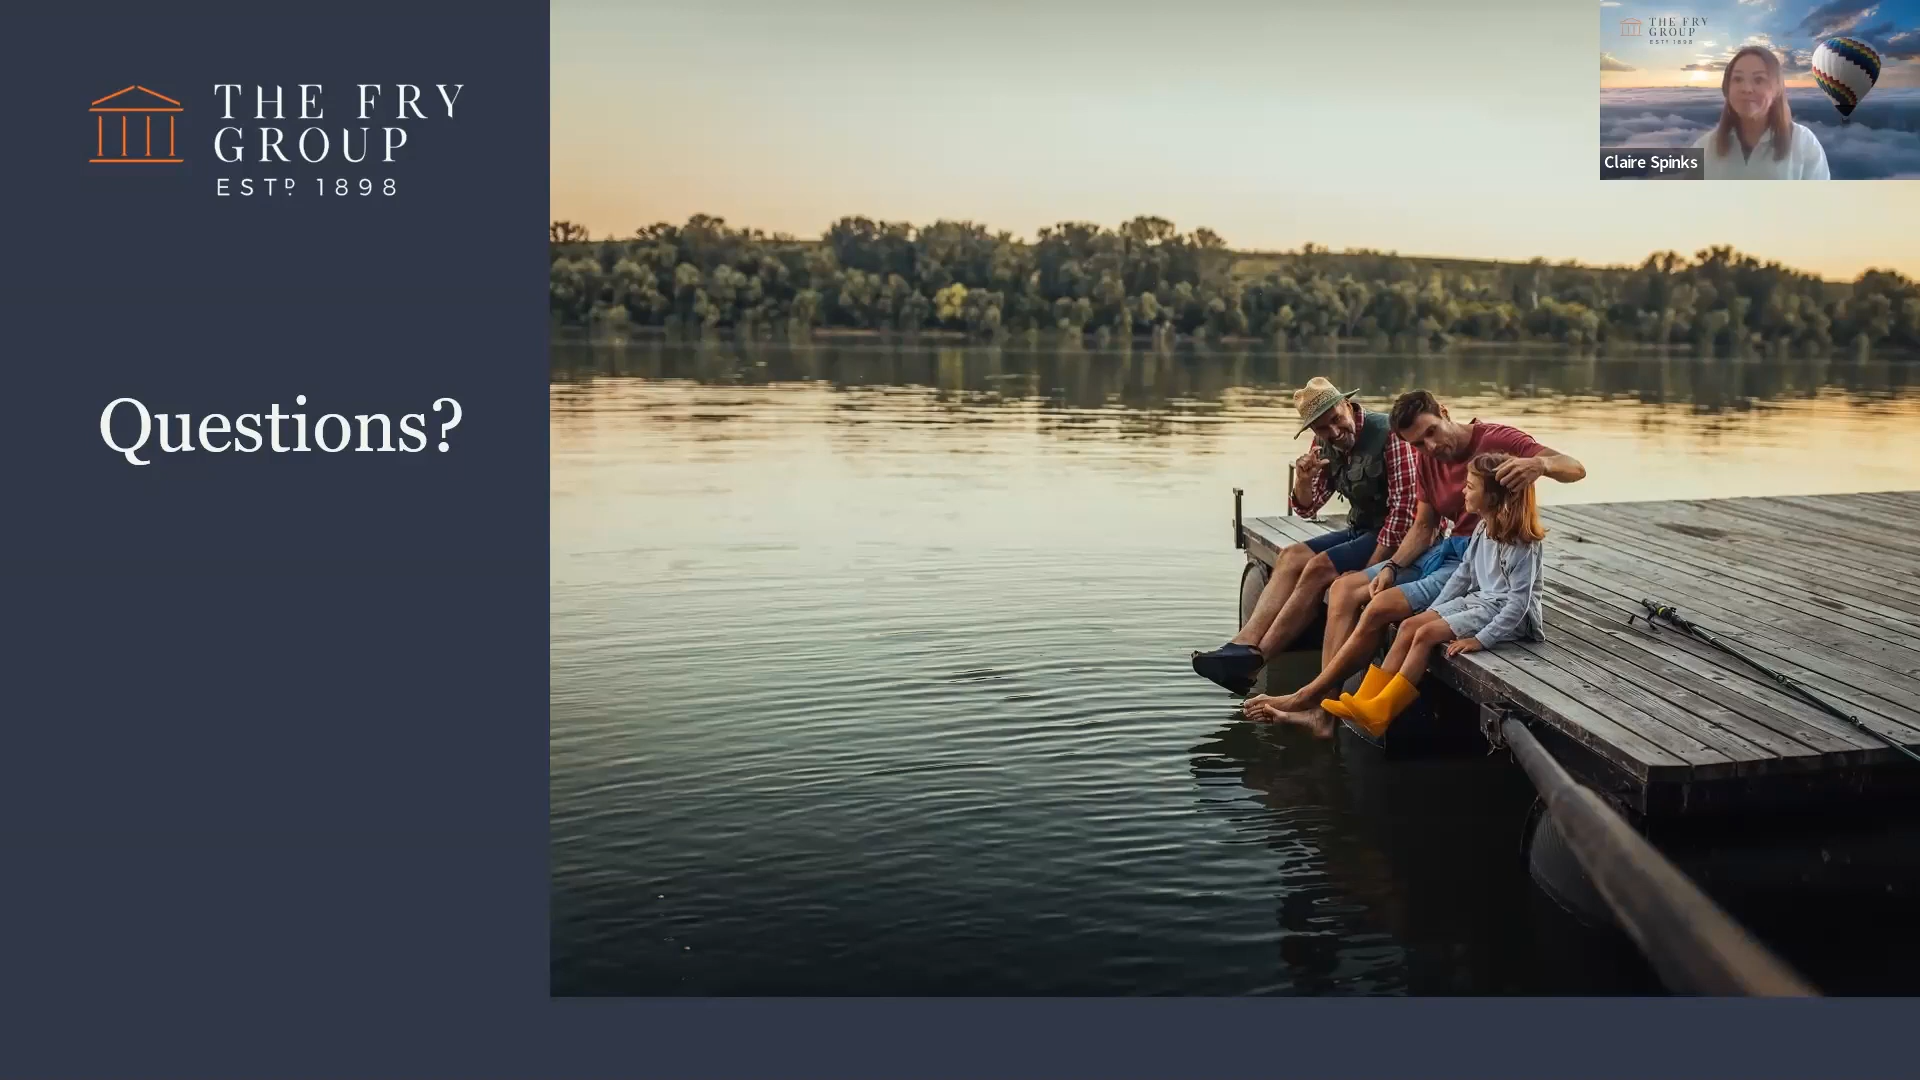 THE FRY
GROUP
ESTD 1898
Questions?
THE FRY
GROUP
ESTD 1898
Claire Spinks